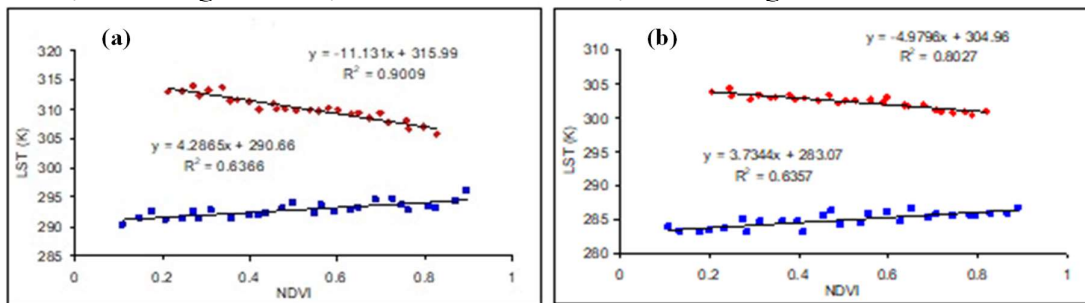 (a)
y = -11.131x + 315.99
R² = 0.9009
y = 4.2865x + 290.66
R² = 0.6366
LST (K)
320
315
310
305
300
295
290
285
0 0.2 0.4 0.6 0.8 1
NDVI
(b)
y = -4.9796x + 304.96
R² = 0.8027
y = 3.7344x + 283.07
R² = 0.6357
LST (K)
310
305
300
295
290
285
280
0 0.2 0.4 0.6 0.8 1
NDVI